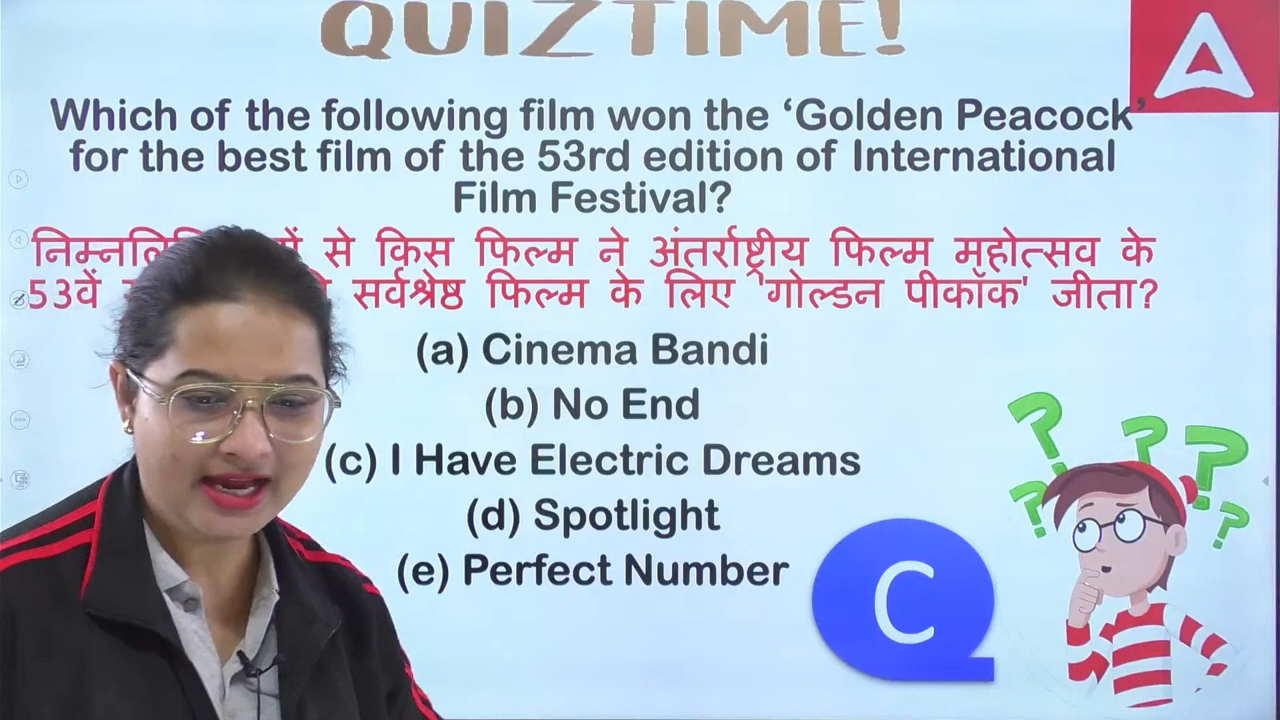 QUIZ TIME!
Which of the following film won the ‘Golden Peacock’
for the best film of the 53rd edition of International
Film Festival?
से किस फिल्म ने अंतर्राष्ट्रीय फिल्म महोत्सव के
53वें सर्वश्रेष्ठ फिल्म के लिए 'गोल्डन पीकॉक' जीता?
(a) Cinema Bandi
(b) No End
(c) I Have Electric Dreams
(d) Spotlight
(e) Perfect Number
C